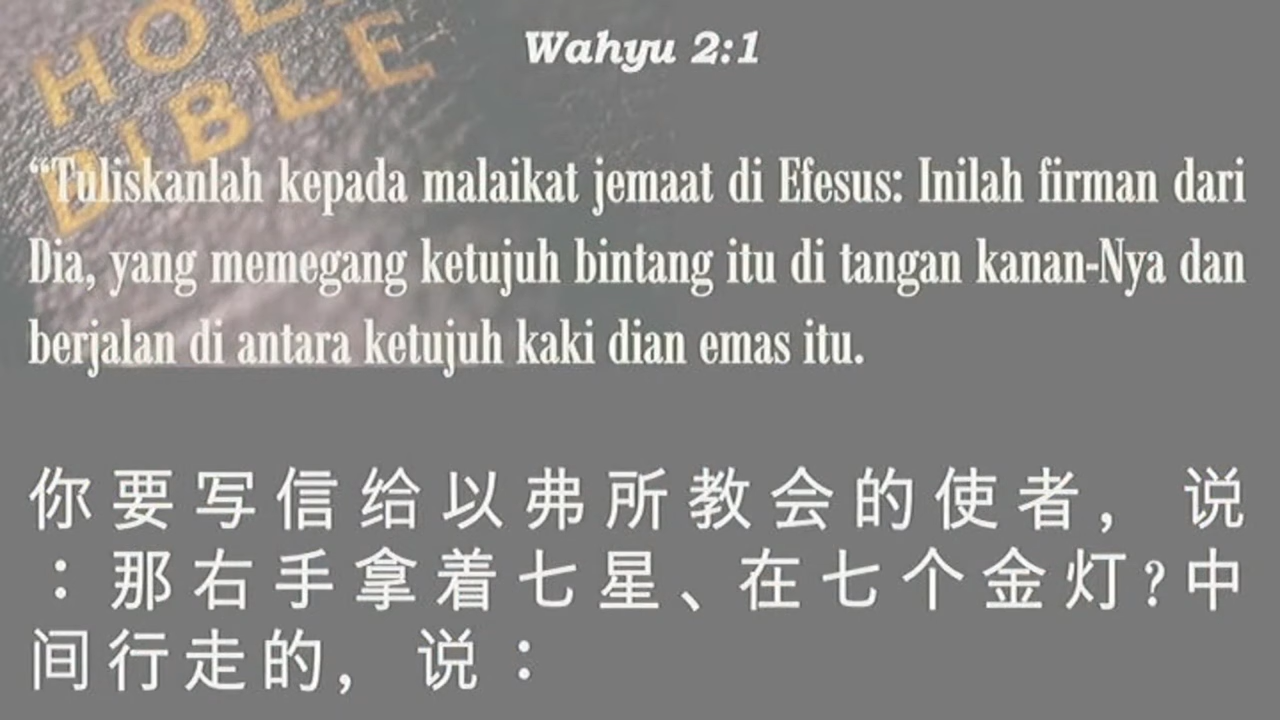 HOLY
BIBLE
Wahyu 2:1
“Tuliskanlah kepada malaikat jemaat di Efesus: Inilah firman dari
Dia, yang memegang ketujuh bintang itu di tangan kanan-Nya dan
berjalan di antara ketujuh kaki dian emas itu.
你要写信给以弗所教会的使者，说
：那右手拿着七星、在七个金灯?中
间行走的，说：